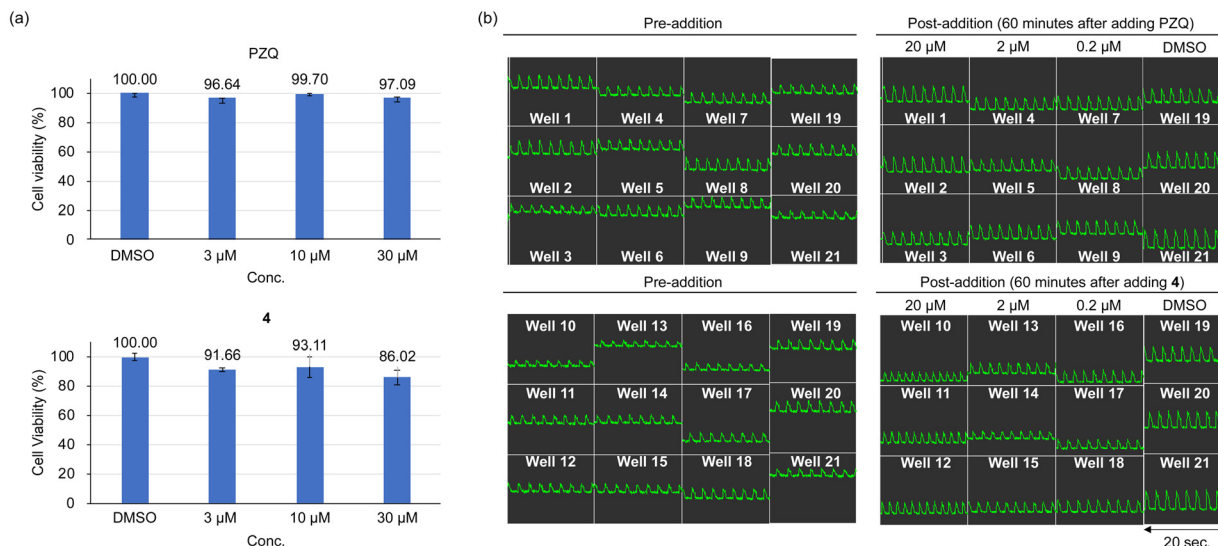 (a)
PZQ
100.00 96.64 99.70 97.09
100
80
60
40
20
0
Cell viability (%)
DMSO 3 µM 10 µM 30 µM
Conc.
4
100.00 91.66 93.11 86.02
100
80
60
40
20
0
Cell Viability (%)
DMSO 3 µM 10 µM 30 µM
Conc.
(b)
Pre-addition
Well 1 Well 4 Well 7 Well 19
Well 2 Well 5 Well 8 Well 20
Well 3 Well 6 Well 9 Well 21
Post-addition (60 minutes after adding PZQ)
20 µM 2 µM 0.2 µM DMSO
Well 1 Well 4 Well 7 Well 19
Well 2 Well 5 Well 8 Well 20
Well 3 Well 6 Well 9 Well 21
Pre-addition
Well 10 Well 13 Well 16 Well 19
Well 11 Well 14 Well 17 Well 20
Well 12 Well 15 Well 18 Well 21
Post-addition (60 minutes after adding 4)
20 µM 2 µM 0.2 µM DMSO
Well 10 Well 13 Well 16 Well 19
Well 11 Well 14 Well 17 Well 20
Well 12 Well 15 Well 18 Well 21
20 sec.